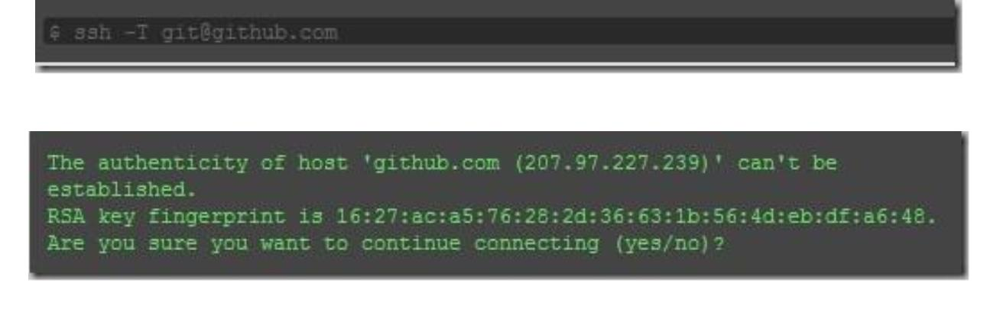 $ ssh -T git@github.com
The authenticity of host 'github.com (207.97.227.239)' can't be
established.
RSA key fingerprint is 16:27:ac:a5:76:28:2d:36:63:1b:56:4d:eb:df:a6:48.
Are you sure you want to continue connecting (yes/no)?